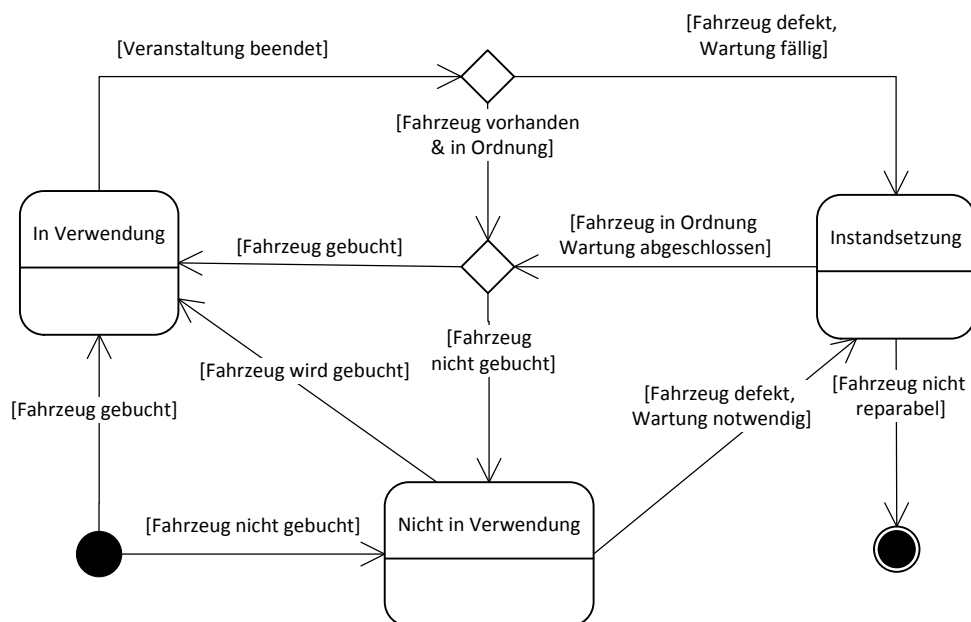 [Veranstaltung beendet]
[Fahrzeug defekt,
Wartung fällig]
[Fahrzeug vorhanden
& in Ordnung]
In Verwendung
[Fahrzeug gebucht]
[Fahrzeug in Ordnung
Wartung abgeschlossen]
Instandsetzung
[Fahrzeug
nicht gebucht]
[Fahrzeug wird gebucht]
[Fahrzeug defekt,
Wartung notwendig]
[Fahrzeug nicht
reparabel]
[Fahrzeug gebucht]
[Fahrzeug nicht gebucht]
Nicht in Verwendung